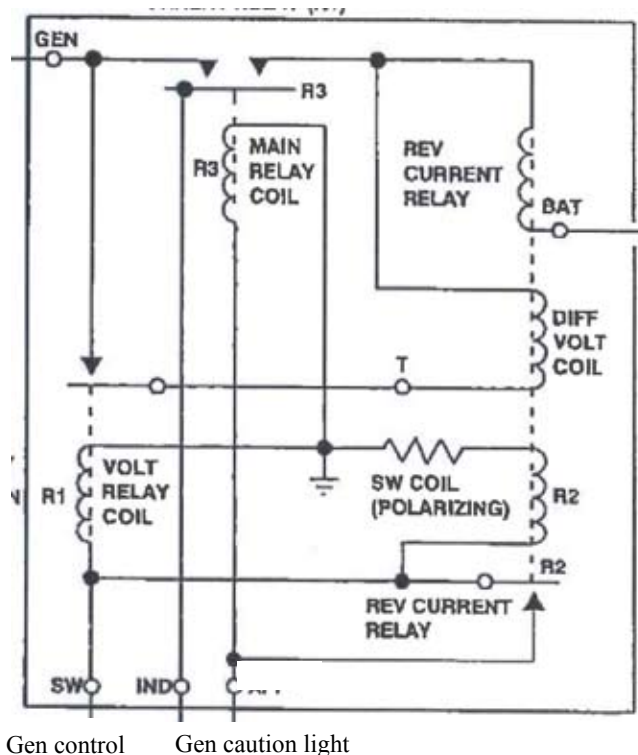 GEN
R3
MAIN
RELAY
COIL
R3
REV
CURRENT
RELAY
BAT
DIFF
VOLT
COIL
T
VOLT
RELAY
COIL
R1
SW COIL
(POLARIZING)
R2
R2
REV CURRENT
RELAY
SW
IND
Gen control
Gen caution light